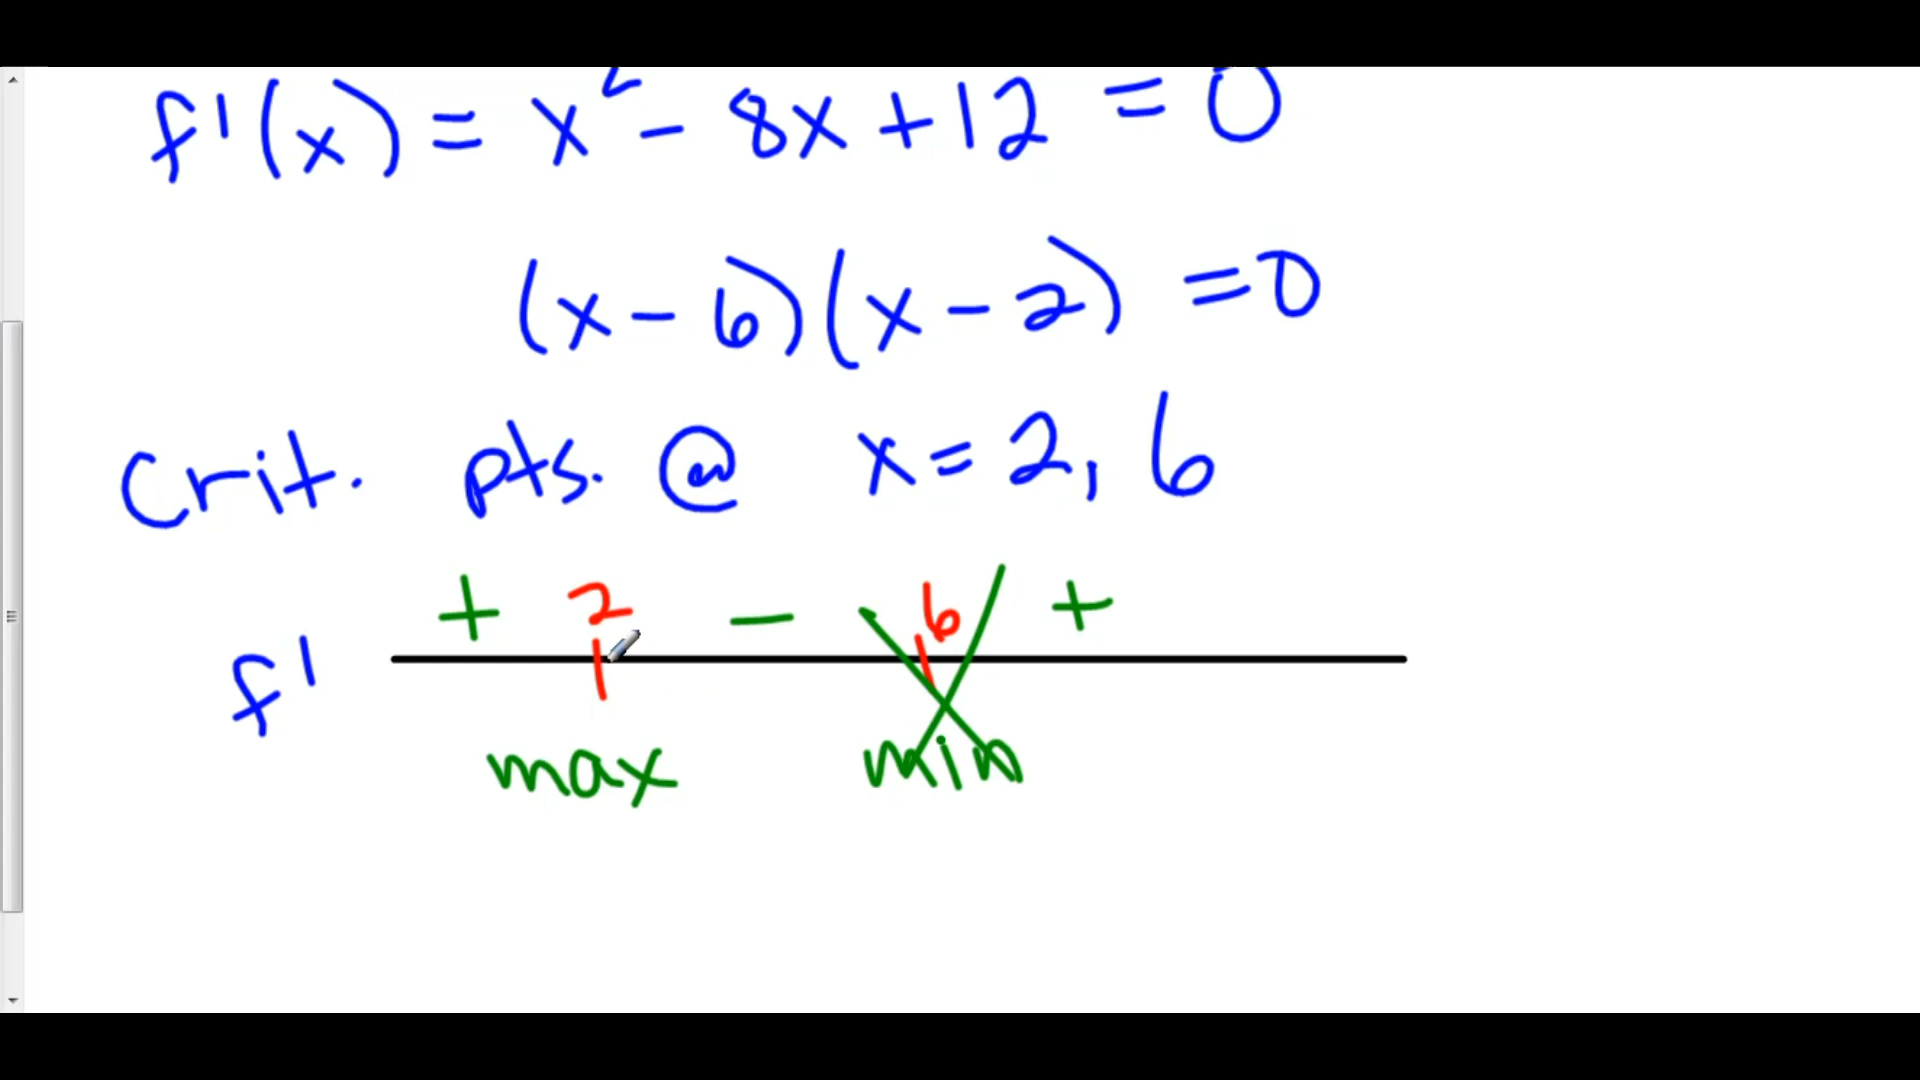 f'(x) = x² - 8x + 12 = 0
(x - 6)(x - 2) = 0
Crit. pts. @ x = 2, 6
+ 2 - 6 +
f'
max min